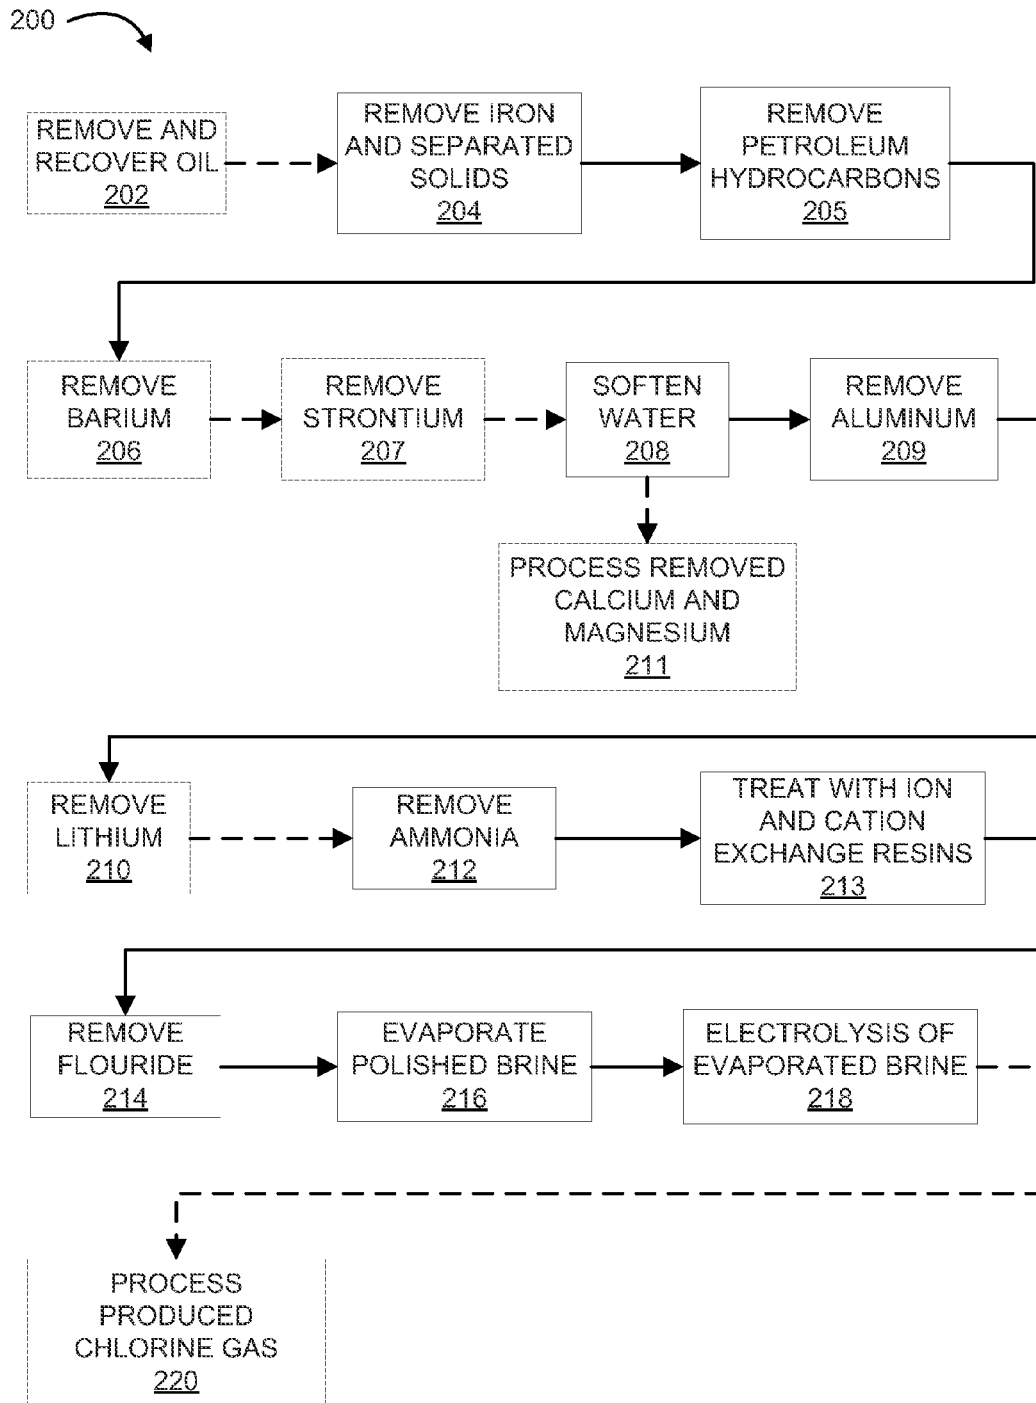 200
REMOVE AND
RECOVER OIL
202
REMOVE IRON
AND SEPARATED
SOLIDS
204
REMOVE
PETROLEUM
HYDROCARBONS
205
REMOVE
BARIUM
206
REMOVE
STRONTIUM
207
SOFTEN
WATER
208
REMOVE
ALUMINUM
209
PROCESS REMOVED
CALCIUM AND
MAGNESIUM
211
REMOVE
LITHIUM
210
REMOVE
AMMONIA
212
TREAT WITH ION
AND CATION
EXCHANGE RESINS
213
REMOVE
FLOURIDE
214
EVAPORATE
POLISHED BRINE
216
ELECTROLYSIS OF
EVAPORATED BRINE
218
PROCESS
PRODUCED
CHLORINE GAS
220